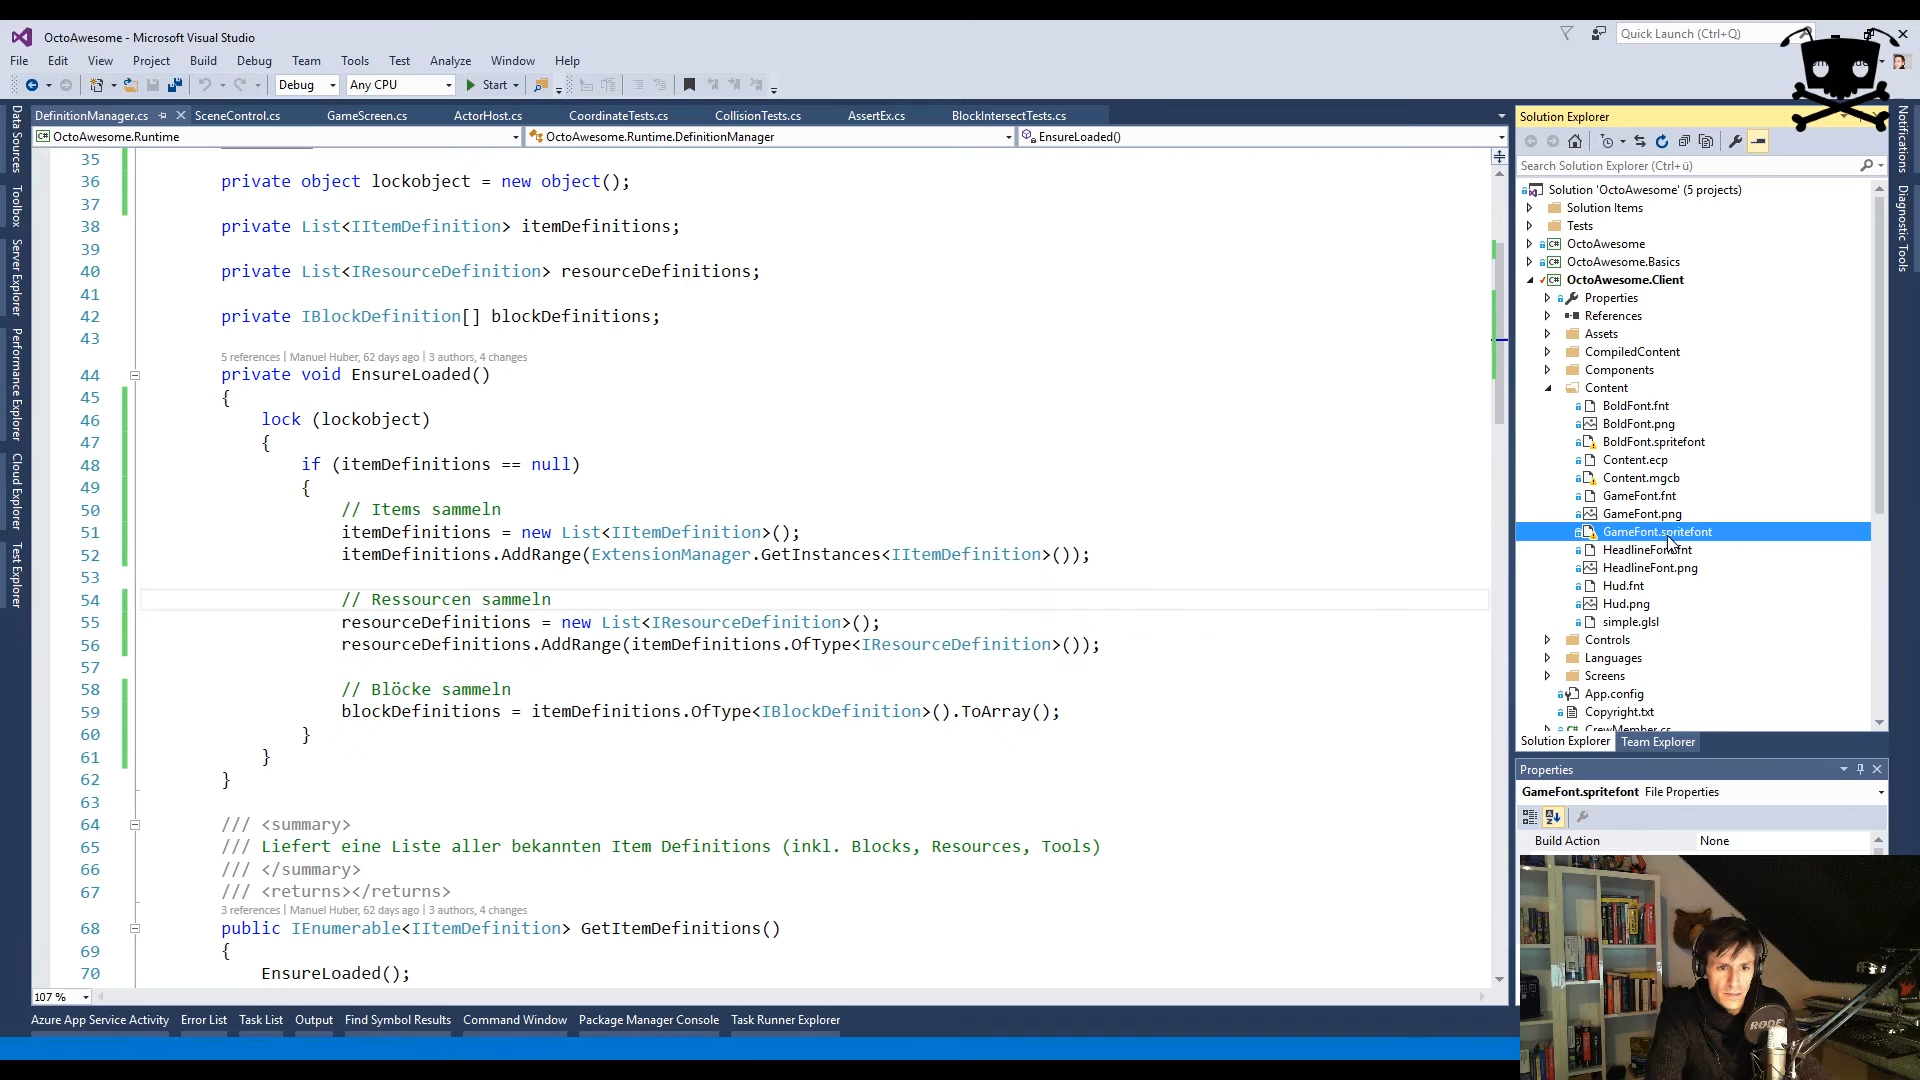 OctoAwesome - Microsoft Visual Studio
Quick Launch (Ctrl+Q)
File Edit View Project Build Debug Team Tools Test Analyze Window Help
Debug Any CPU Start
DefinitionManager.cs SceneControl.cs GameScreen.cs ActorHost.cs CoordinateTests.cs CollisionTests.cs AssertEx.cs BlockIntersectTests.cs
OctoAwesome.Runtime OctoAwesome.Runtime.DefinitionManager EnsureLoaded()
Data Sources
Toolbox
Server Explorer
Performance Explorer
Cloud Explorer
Test Explorer
35
36 private object lockobject = new object();
37
38 private List<IItemDefinition> itemDefinitions;
39
40 private List<IResourceDefinition> resourceDefinitions;
41
42 private IBlockDefinition[] blockDefinitions;
43
5 references | Manuel Huber, 62 days ago | 3 authors, 4 changes
44 private void EnsureLoaded()
45 {
46 lock (lockobject)
47 {
48 if (itemDefinitions == null)
49 {
50 // Items sammeln
51 itemDefinitions = new List<IItemDefinition>();
52 itemDefinitions.AddRange(ExtensionManager.GetInstances<IItemDefinition>());
53
54 // Ressourcen sammeln
55 resourceDefinitions = new List<IResourceDefinition>();
56 resourceDefinitions.AddRange(itemDefinitions.OfType<IResourceDefinition>());
57
58 // Blöcke sammeln
59 blockDefinitions = itemDefinitions.OfType<IBlockDefinition>().ToArray();
60 }
61 }
62 }
63
64 /// <summary>
65 /// Liefert eine Liste aller bekannten Item Definitions (inkl. Blocks, Resources, Tools)
66 /// </summary>
67 /// <returns></returns>
3 references | Manuel Huber, 62 days ago | 3 authors, 4 changes
68 public IEnumerable<IItemDefinition> GetItemDefinitions()
69 {
70 EnsureLoaded();
107 %
Azure App Service Activity Error List Task List Output Find Symbol Results Command Window Package Manager Console Task Runner Explorer
Solution Explorer
Search Solution Explorer (Ctrl+ü)
Solution 'OctoAwesome' (5 projects)
Solution Items
Tests
C# OctoAwesome
C# OctoAwesome.Basics
C# OctoAwesome.Client
Properties
References
Assets
CompiledContent
Components
Content
BoldFont.fnt
BoldFont.png
BoldFont.spritefont
Content.ecp
Content.mgcb
GameFont.fnt
GameFont.png
GameFont.spritefont
HeadlineFont.fnt
HeadlineFont.png
Hud.fnt
Hud.png
simple.glsl
Controls
Languages
Screens
App.config
Copyright.txt
CrewMember.cs
Solution Explorer Team Explorer
Properties
GameFont.spritefont File Properties
Build Action None
Notifications
Diagnostic Tools
RODE